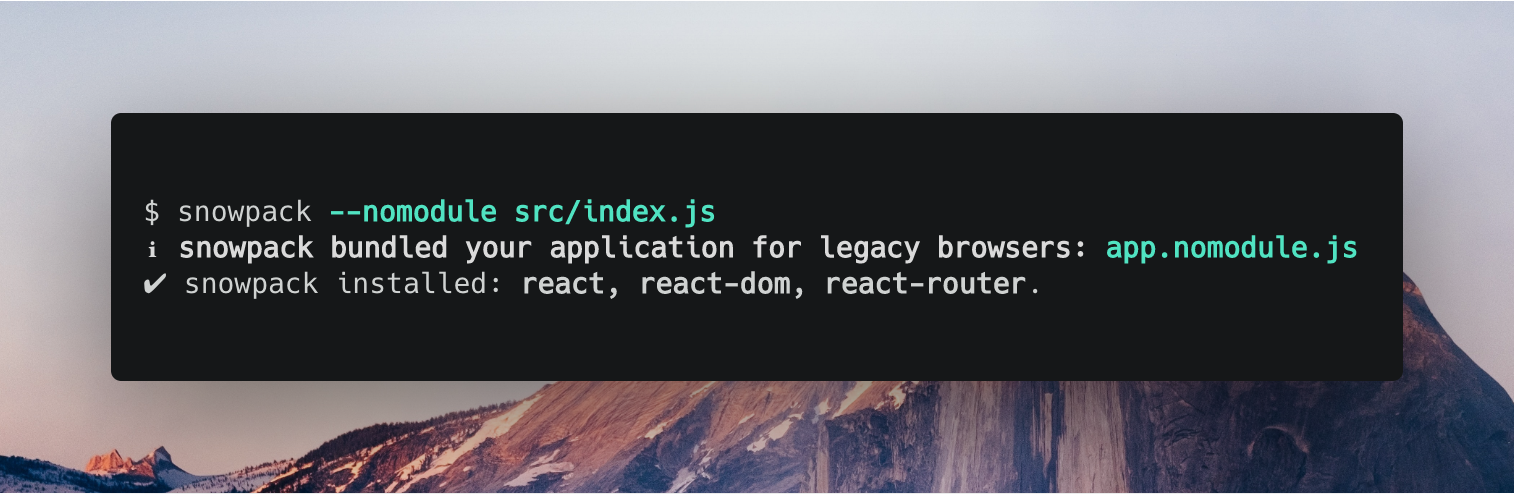 $ snowpack --nomodule src/index.js
ℹ snowpack bundled your application for legacy browsers: app.nomodule.js
✔ snowpack installed: react, react-dom, react-router.